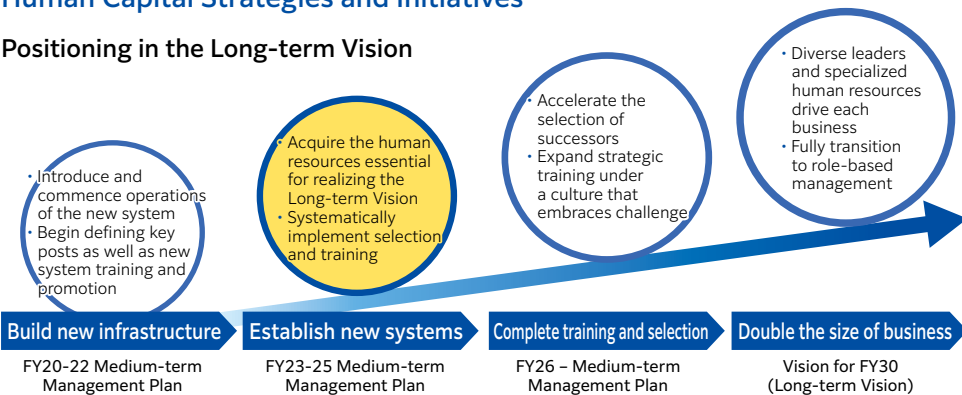 Human Capital Strategies and Initiatives
Positioning in the Long-term Vision
・Introduce and
commence operations
of the new system
・Begin defining key
posts as well as new
system training and
promotion
・Acquire the human
resources essential
for realizing the
Long-term Vision
・Systematically
implement selection
and training
・Accelerate the
selection of
successors
・Expand strategic
training under
a culture that
embraces challenge
・Diverse leaders
and specialized
human resources
drive each
business
・Fully transition
to role-based
management
Build new infrastructure
Establish new systems
Complete training and selection
Double the size of business
FY20-22 Medium-term
Management Plan
FY23-25 Medium-term
Management Plan
FY26 – Medium-term
Management Plan
Vision for FY30
(Long-term Vision)